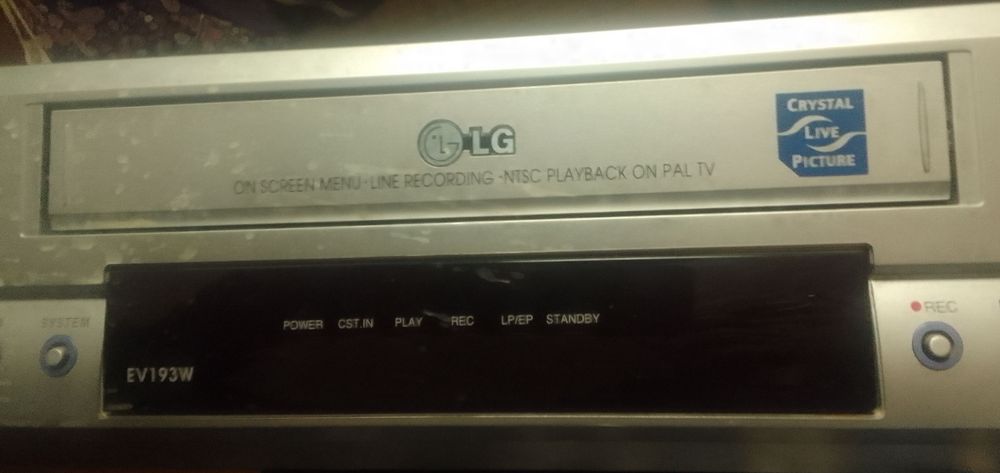 LG
CRYSTAL
LIVE
PICTURE
ON SCREEN MENU·LINE RECORDING ·NTSC PLAYBACK ON PAL TV
POWER CST.IN PLAY REC LP/EP STANDBY
SYSTEM
REC
EV193W